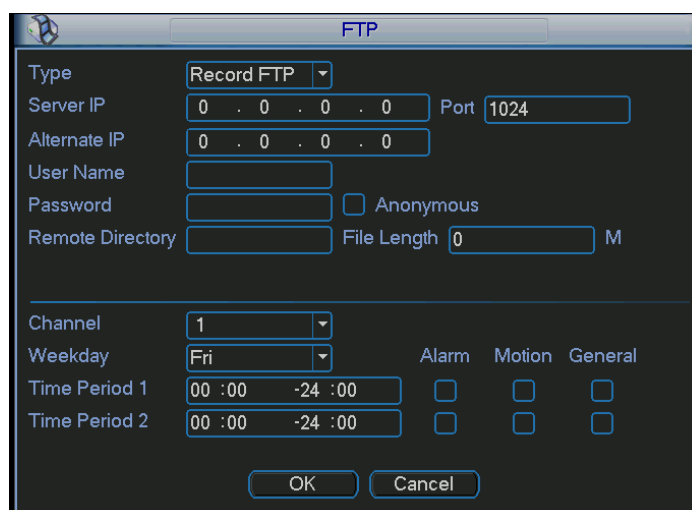 FTP
Type Record FTP
Server IP 0 . 0 . 0 . 0 Port 1024
Alternate IP 0 . 0 . 0 . 0
User Name
Password Anonymous
Remote Directory File Length 0 M
Channel 1
Weekday Fri Alarm Motion General
Time Period 1 00 :00 -24 :00
Time Period 2 00 :00 -24 :00
OK Cancel